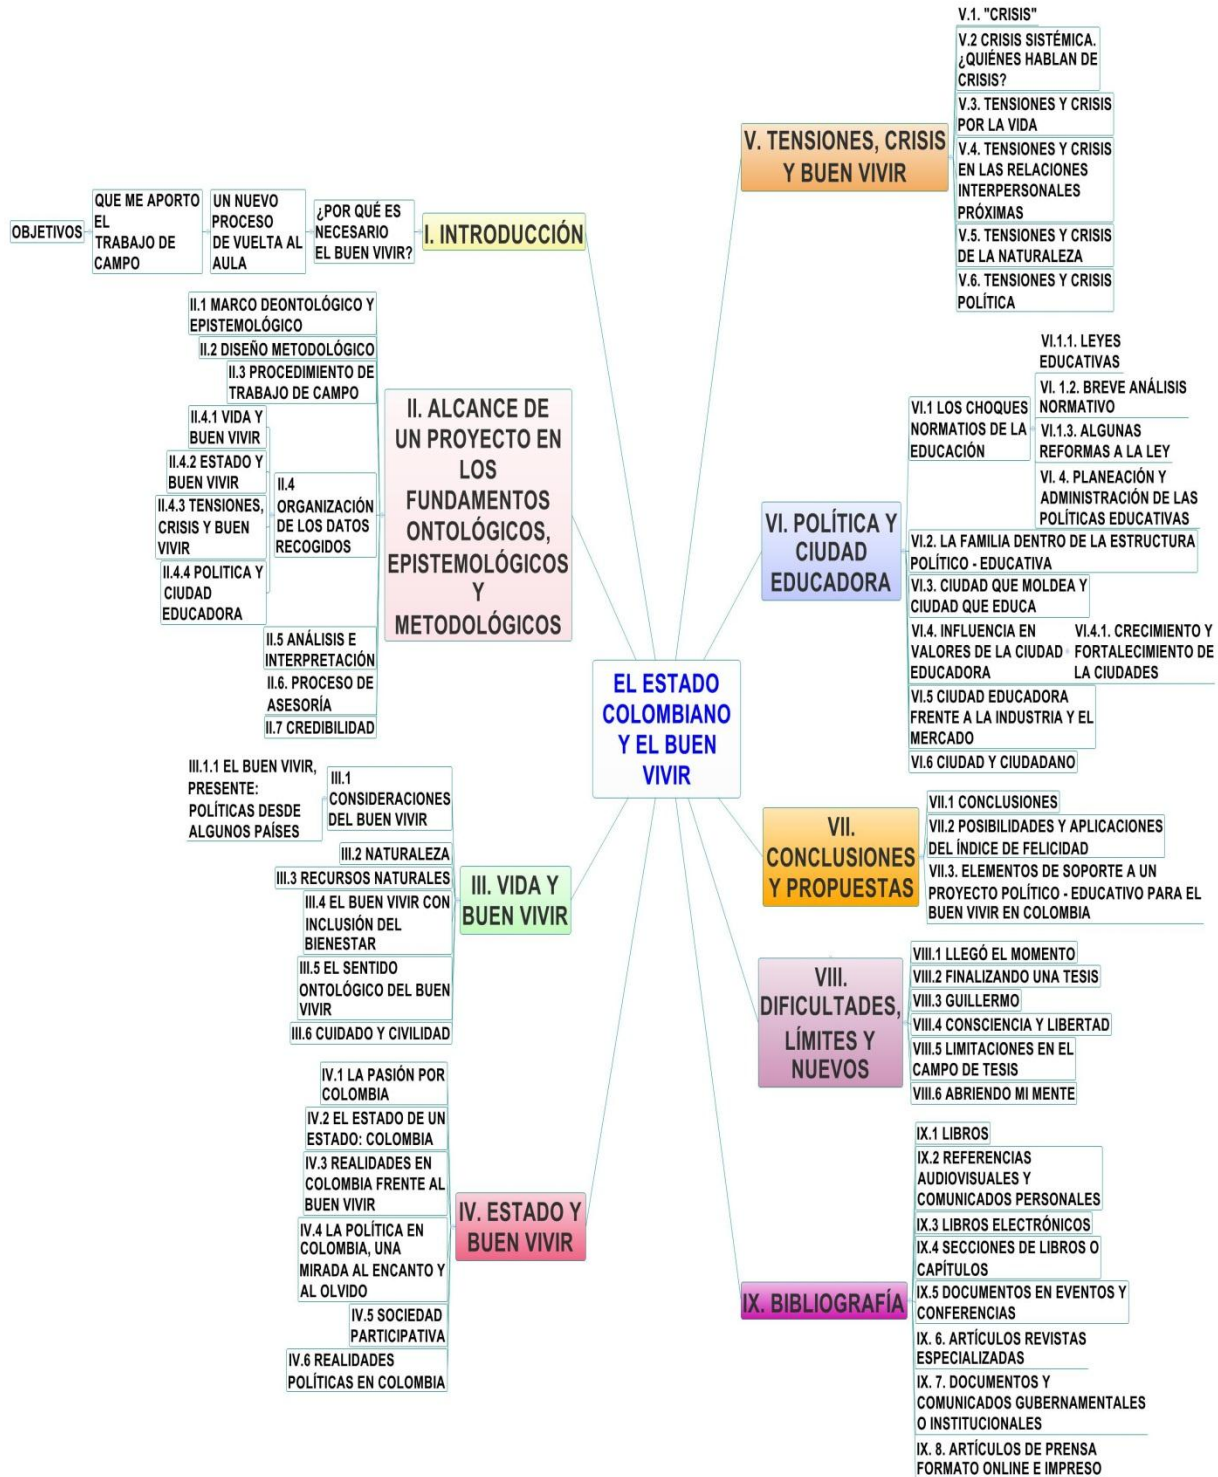 EL ESTADO
COLOMBIANO
Y EL BUEN
VIVIR
I. INTRODUCCIÓN
¿POR QUÉ ES
NECESARIO
EL BUEN VIVIR?
UN NUEVO
PROCESO
DE VUELTA AL
AULA
QUE ME APORTO
EL
TRABAJO DE
CAMPO
OBJETIVOS
II. ALCANCE DE
UN PROYECTO EN
LOS
FUNDAMENTOS
ONTOLÓGICOS,
EPISTEMOLÓGICOS
Y
METODOLÓGICOS
II.1 MARCO DEONTOLÓGICO Y
EPISTEMOLÓGICO
II.2 DISEÑO METODOLÓGICO
II.3 PROCEDIMIENTO DE
TRABAJO DE CAMPO
II.4
ORGANIZACIÓN
DE LOS DATOS
RECOGIDOS
II.4.1 VIDA Y
BUEN VIVIR
II.4.2 ESTADO Y
BUEN VIVIR
II.4.3 TENSIONES,
CRISIS Y BUEN
VIVIR
II.4.4 POLITICA Y
CIUDAD
EDUCADORA
II.5 ANÁLISIS E
INTERPRETACIÓN
II.6. PROCESO DE
ASESORÍA
II.7 CREDIBILIDAD
III. VIDA Y
BUEN VIVIR
III.1
CONSIDERACIONES
DEL BUEN VIVIR
III.1.1 EL BUEN VIVIR,
PRESENTE:
POLÍTICAS DESDE
ALGUNOS PAÍSES
III.2 NATURALEZA
III.3 RECURSOS NATURALES
III.4 EL BUEN VIVIR CON
INCLUSIÓN DEL
BIENESTAR
III.5 EL SENTIDO
ONTOLÓGICO DEL BUEN
VIVIR
III.6 CUIDADO Y CIVILIDAD
IV. ESTADO Y
BUEN VIVIR
IV.1 LA PASIÓN POR
COLOMBIA
IV.2 EL ESTADO DE UN
ESTADO: COLOMBIA
IV.3 REALIDADES EN
COLOMBIA FRENTE AL
BUEN VIVIR
IV.4 LA POLÍTICA EN
COLOMBIA, UNA
MIRADA AL ENCANTO Y
AL OLVIDO
IV.5 SOCIEDAD
PARTICIPATIVA
IV.6 REALIDADES
POLÍTICAS EN COLOMBIA
V. TENSIONES, CRISIS
Y BUEN VIVIR
V.1. "CRISIS"
V.2 CRISIS SISTÉMICA.
¿QUIÉNES HABLAN DE
CRISIS?
V.3. TENSIONES Y CRISIS
POR LA VIDA
V.4. TENSIONES Y CRISIS
EN LAS RELACIONES
INTERPERSONALES
PRÓXIMAS
V.5. TENSIONES Y CRISIS
DE LA NATURALEZA
V.6. TENSIONES Y CRISIS
POLÍTICA
VI. POLÍTICA Y
CIUDAD
EDUCADORA
VI.1 LOS CHOQUES
NORMATIOS DE LA
EDUCACIÓN
VI.1.1. LEYES
EDUCATIVAS
VI. 1.2. BREVE ANÁLISIS
NORMATIVO
VI.1.3. ALGUNAS
REFORMAS A LA LEY
VI. 4. PLANEACIÓN Y
ADMINISTRACIÓN DE LAS
POLÍTICAS EDUCATIVAS
VI.2. LA FAMILIA DENTRO DE LA ESTRUCTURA
POLÍTICO - EDUCATIVA
VI.3. CIUDAD QUE MOLDEA Y
CIUDAD QUE EDUCA
VI.4. INFLUENCIA EN
VALORES DE LA CIUDAD
EDUCADORA
VI.4.1. CRECIMIENTO Y
FORTALECIMIENTO DE
LA CIUDADES
VI.5 CIUDAD EDUCADORA
FRENTE A LA INDUSTRIA Y EL
MERCADO
VI.6 CIUDAD Y CIUDADANO
VII.
CONCLUSIONES
Y PROPUESTAS
VII.1 CONCLUSIONES
VII.2 POSIBILIDADES Y APLICACIONES
DEL ÍNDICE DE FELICIDAD
VII.3. ELEMENTOS DE SOPORTE A UN
PROYECTO POLÍTICO - EDUCATIVO PARA EL
BUEN VIVIR EN COLOMBIA
VIII.
DIFICULTADES,
LÍMITES Y
NUEVOS
VIII.1 LLEGÓ EL MOMENTO
VIII.2 FINALIZANDO UNA TESIS
VIII.3 GUILLERMO
VIII.4 CONSCIENCIA Y LIBERTAD
VIII.5 LIMITACIONES EN EL
CAMPO DE TESIS
VIII.6 ABRIENDO MI MENTE
IX. BIBLIOGRAFÍA
IX.1 LIBROS
IX.2 REFERENCIAS
AUDIOVISUALES Y
COMUNICADOS PERSONALES
IX.3 LIBROS ELECTRÓNICOS
IX.4 SECCIONES DE LIBROS O
CAPÍTULOS
IX.5 DOCUMENTOS EN EVENTOS Y
CONFERENCIAS
IX. 6. ARTÍCULOS REVISTAS
ESPECIALIZADAS
IX. 7. DOCUMENTOS Y
COMUNICADOS GUBERNAMENTALES
O INSTITUCIONALES
IX. 8. ARTÍCULOS DE PRENSA
FORMATO ONLINE E IMPRESO